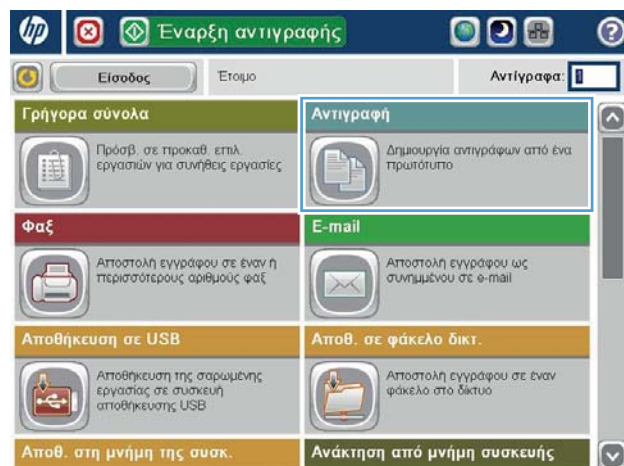 hp
Έναρξη αντιγραφής
?
Είσοδος
Έτοιμο
Αντίγραφα: 1
Γρήγορα σύνολα
Πρόσβ. σε προκαθ. επιλ.
εργασιών για συνήθεις εργασίες
Αντιγραφή
Δημιουργία αντιγράφων από ένα
πρωτότυπο
Φαξ
Αποστολή εγγράφου σε έναν ή
περισσότερους αριθμούς φαξ
E-mail
Αποστολή εγγράφου ως
συνημμένου σε e-mail
Αποθήκευση σε USB
Αποθήκευση της σαρωμένης
εργασίας σε συσκευή
αποθήκευσης USB
Αποθ. σε φάκελο δικτ.
Αποστολή εγγράφου σε έναν
φάκελο στο δίκτυο
Αποθ. στη μνήμη της συσκ.
Ανάκτηση από μνήμη συσκευής